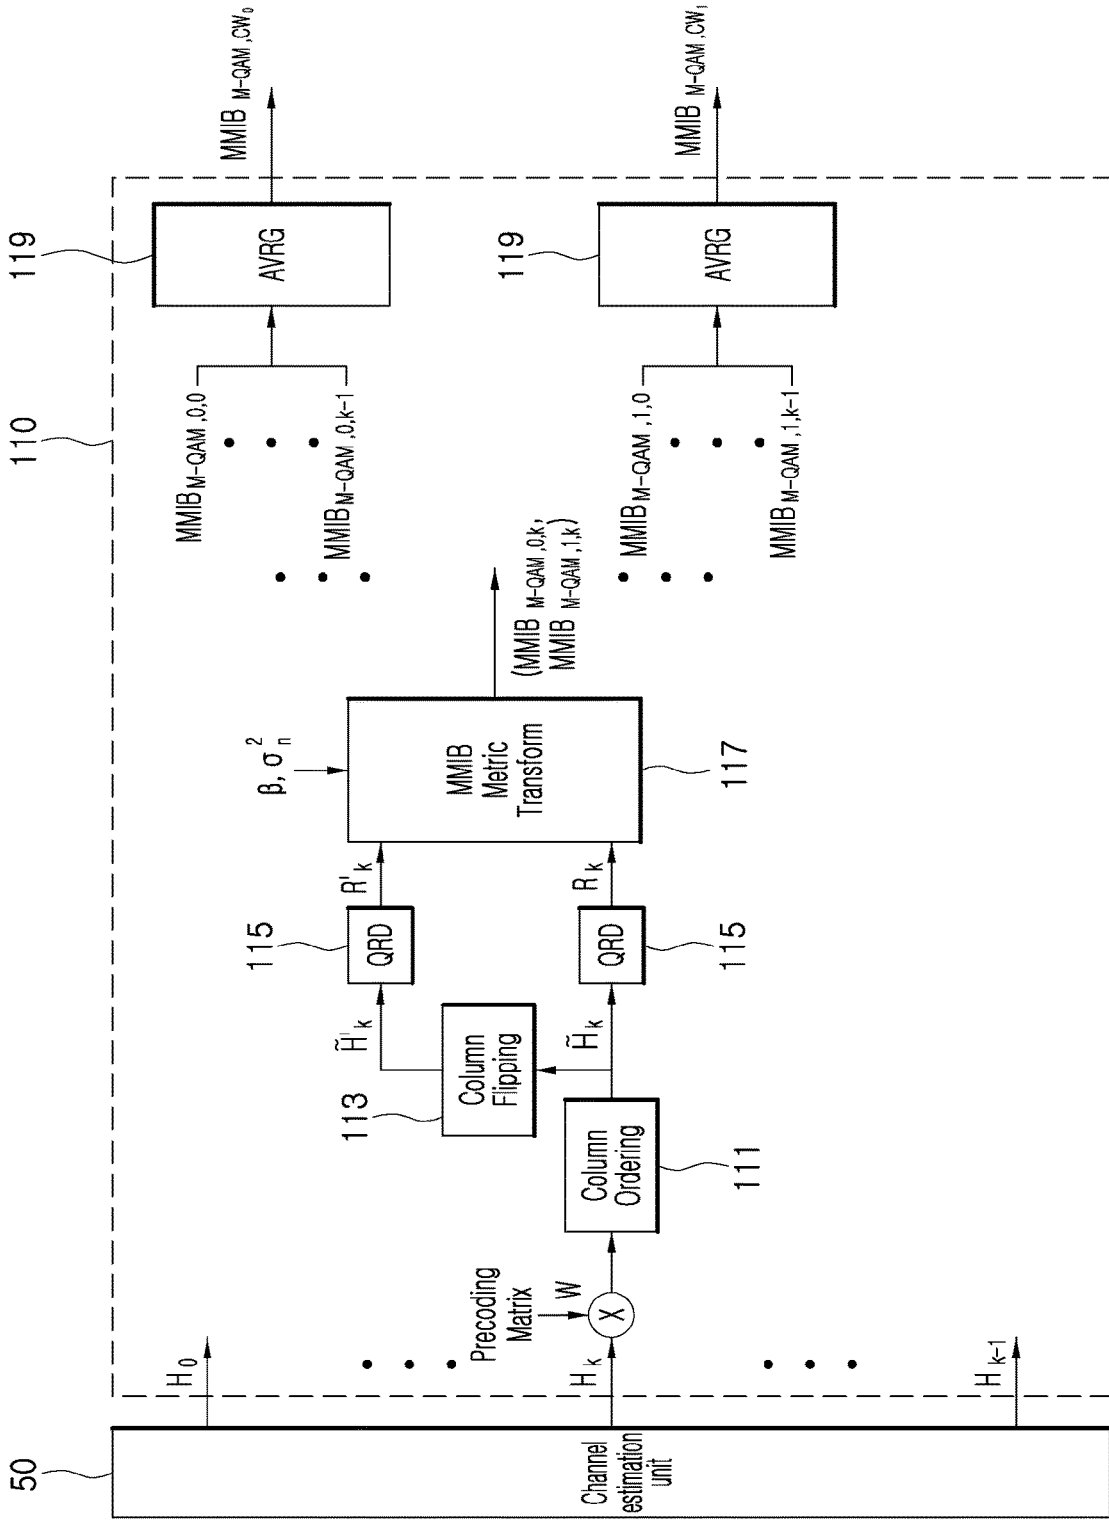 50
Channel
estimation
unit
H0
Hk
Hk-1
110
Precoding
Matrix
W
X
Column
Ordering
111
Column
Flipping
113
H̃'k
H̃k
QRD
115
QRD
115
R'k
Rk
β, σ²n
MMIB
Metric
Transform
117
(MMIB M-QAM,0,k,
MMIB M-QAM,1,k)
MMIB M-QAM,0,0
MMIB M-QAM,0,k-1
MMIB M-QAM,1,0
MMIB M-QAM,1,k-1
AVRG
119
AVRG
119
MMIB M-QAM,CW0
MMIB M-QAM,CW1